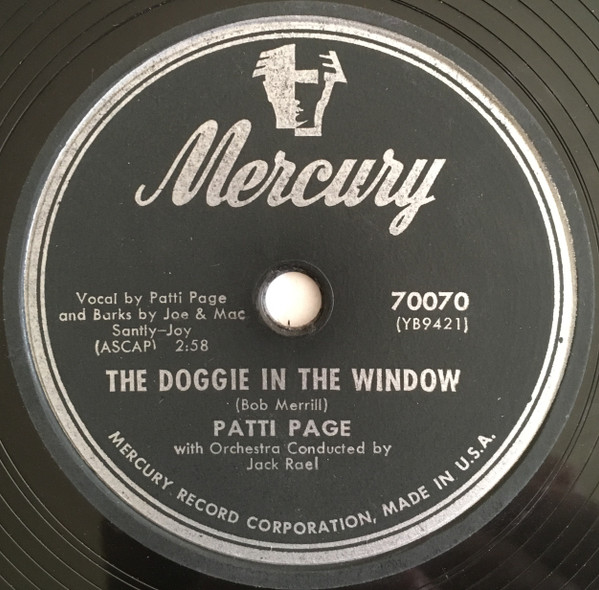 Mercury
Vocal by Patti Page
and Barks by Joe & Mac
Santly-Joy
(ASCAP) 2:58
70070
(YB9421)
THE DOGGIE IN THE WINDOW
(Bob Merrill)
PATTI PAGE
with Orchestra Conducted by
Jack Rael
MERCURY RECORD CORPORATION, MADE IN U.S.A.